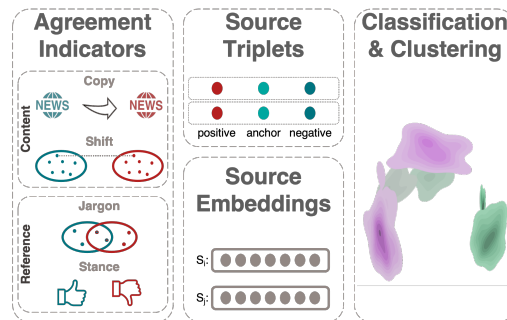 Agreement
Indicators
Copy
NEWS
NEWS
Content
Shift
Jargon
Reference
Stance
Source
Triplets
positive anchor negative
Source
Embeddings
Si:
Sj:
Classification
& Clustering